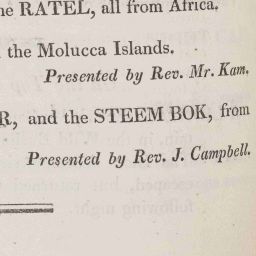 he RATEL, all from Africa.
the Molucca Islands.
Presented by Rev. Mr. Kam.
R, and the STEEM BOK, from
Presented by Rev. J. Campbell.